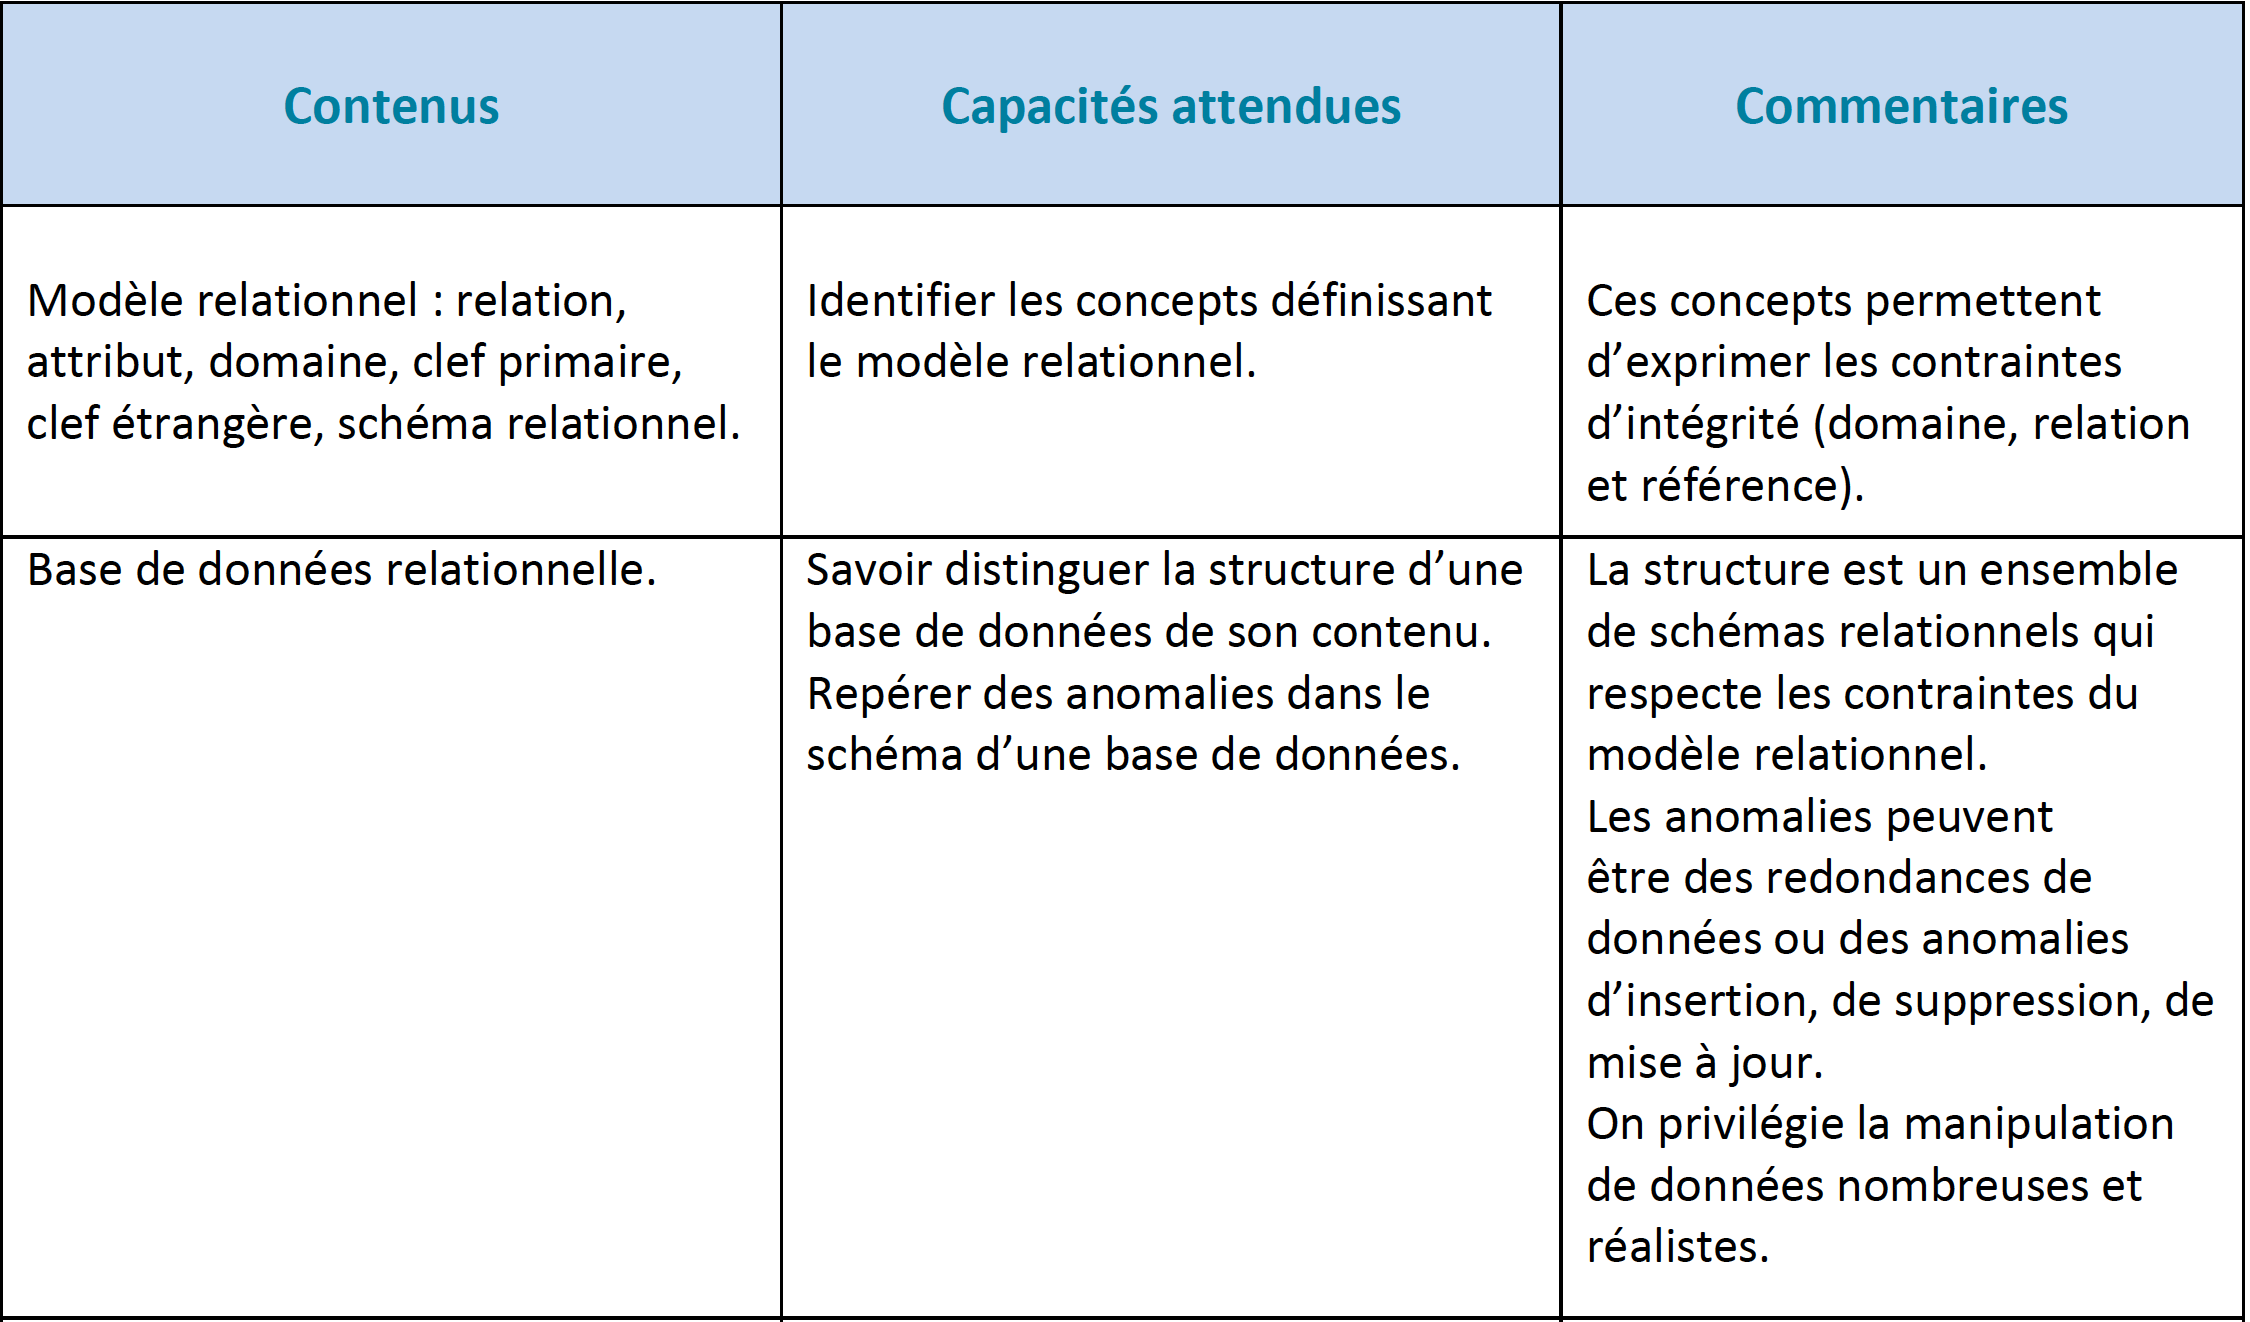 Contenus
Capacités attendues
Commentaires
Modèle relationnel : relation,
attribut, domaine, clef primaire,
clef étrangère, schéma relationnel.
Identifier les concepts définissant
le modèle relationnel.
Ces concepts permettent
d’exprimer les contraintes
d’intégrité (domaine, relation
et référence).
Base de données relationnelle.
Savoir distinguer la structure d’une
base de données de son contenu.
Repérer des anomalies dans le
schéma d’une base de données.
La structure est un ensemble
de schémas relationnels qui
respecte les contraintes du
modèle relationnel.
Les anomalies peuvent
être des redondances de
données ou des anomalies
d’insertion, de suppression, de
mise à jour.
On privilégie la manipulation
de données nombreuses et
réalistes.